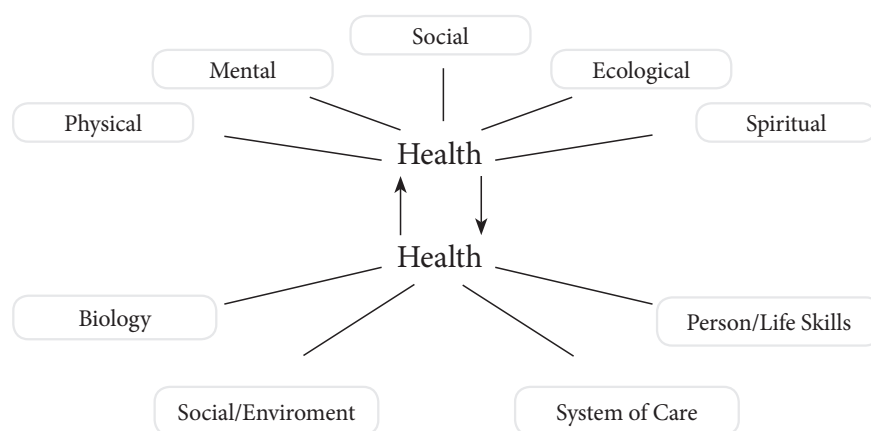 Social
Mental
Ecological
Physical
Spiritual
Health
Health
Biology
Person/Life Skills
Social/Enviroment
System of Care